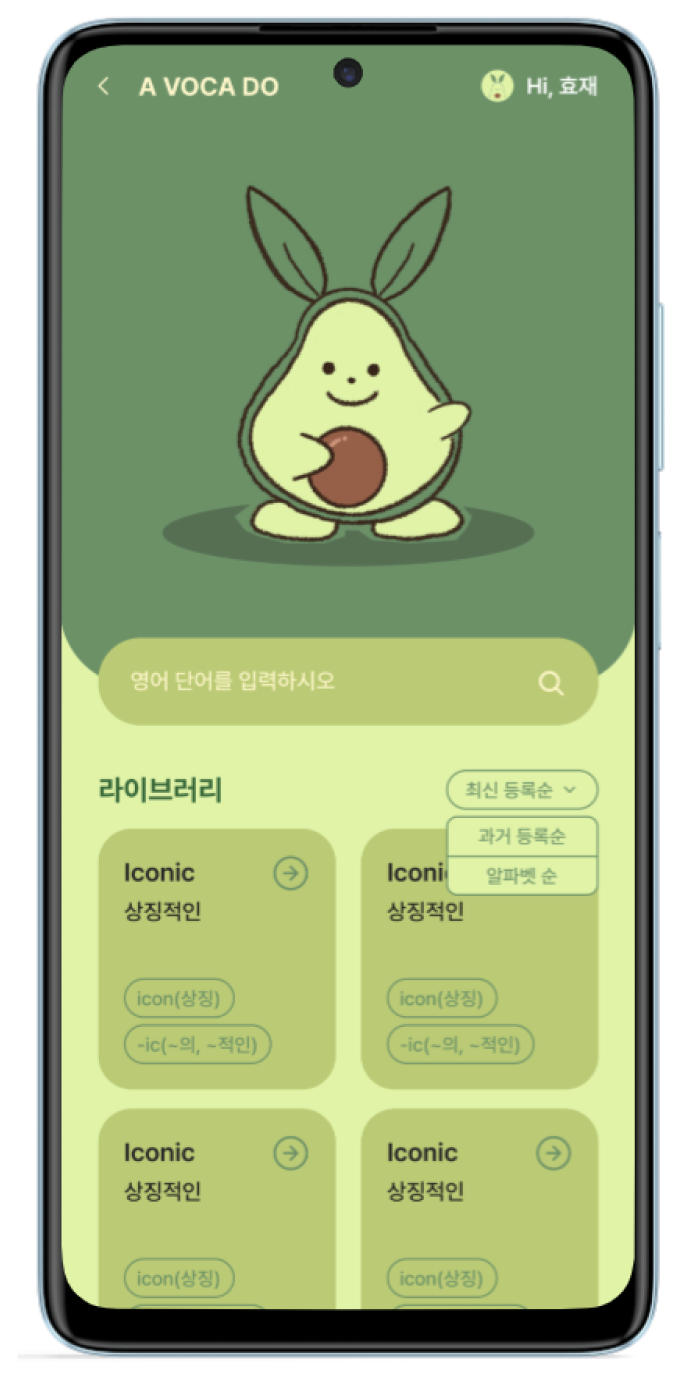 A VOCA DO
Hi, 효재
영어 단어를 입력하시오
라이브러리
최신 등록순
과거 등록순
알파벳 순
Iconic
상징적인
icon(상징)
-ic(~의, ~적인)
Iconi
상징적인
icon(상징)
-ic(~의, ~적인)
Iconic
상징적인
icon(상징)
Iconic
상징적인
icon(상징)